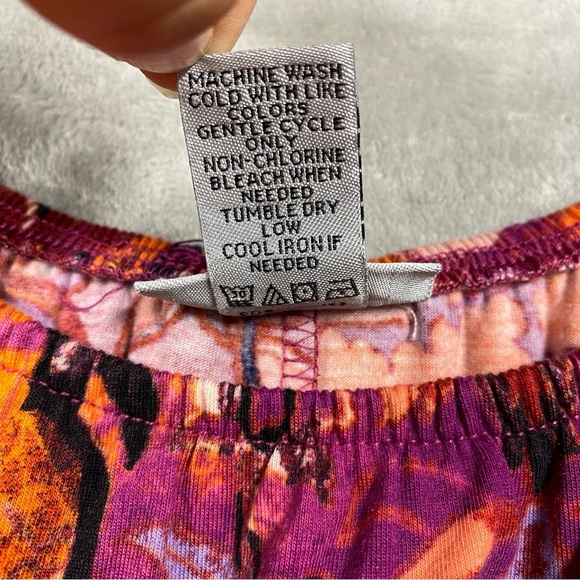 MACHINE WASH
COLD WITH LIKE
COLORS
GENTLE CYCLE
ONLY
NON-CHLORINE
BLEACH WHEN
NEEDED
TUMBLE DRY
LOW
COOL IRON IF
NEEDED